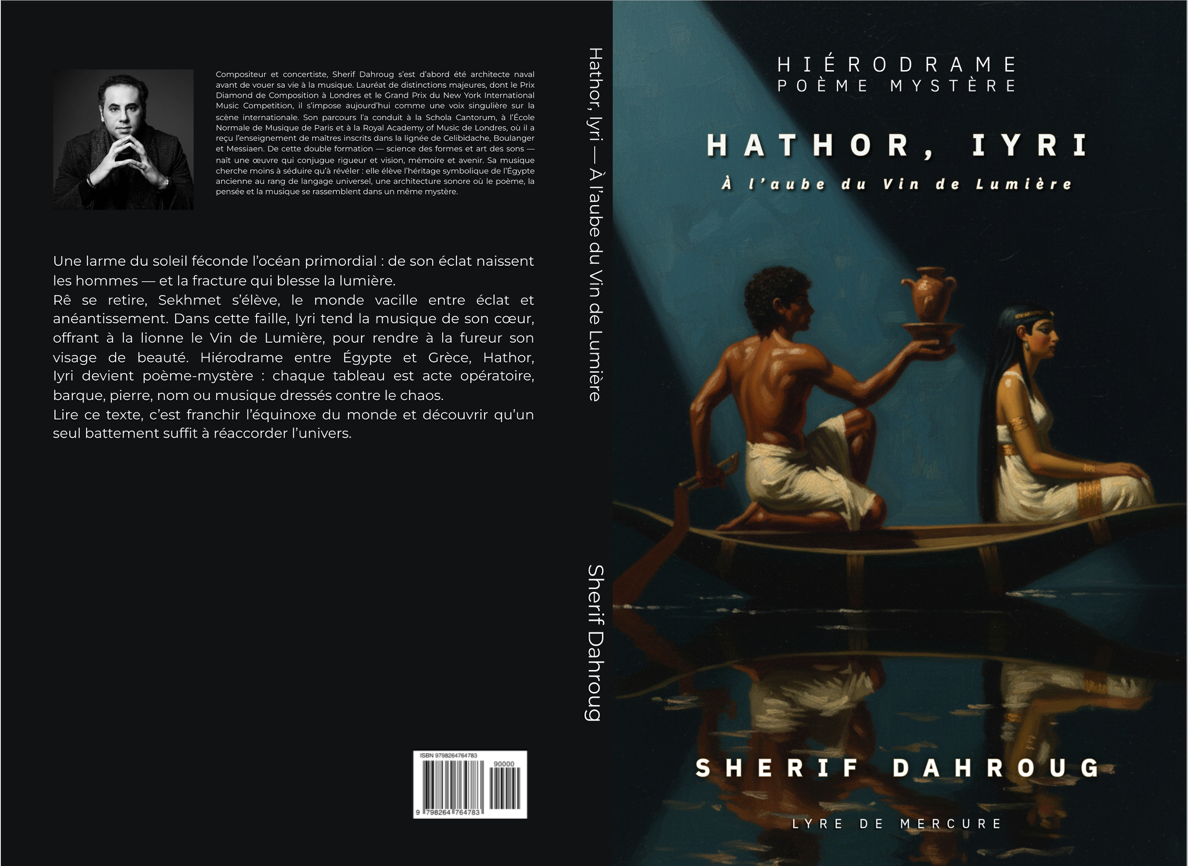 Compositeur et concertiste, Sherif Dahroug s’est d’abord été architecte naval
avant de vouer sa vie à la musique. Lauréat de distinctions majeures, dont le Prix
Diamond de Composition à Londres et le Grand Prix du New York International
Music Competition, il s’impose aujourd’hui comme une voix singulière sur la
scène internationale. Son parcours l’a conduit à la Schola Cantorum, à l’École
Normale de Musique de Paris et à la Royal Academy of Music de Londres, où il a
reçu l’enseignement de maîtres inscrits dans la lignée de Celibidache, Boulanger
et Messiaen. De cette double formation — science des formes et art des sons —
naît une œuvre qui conjugue rigueur et vision, mémoire et avenir. Sa musique
cherche moins à séduire qu’à révéler : elle élève l’héritage symbolique de l’Égypte
ancienne au rang de langage universel, une architecture sonore où le poème, la
pensée et la musique se rassemblent dans un même mystère.
Une larme du soleil féconde l’océan primordial : de son éclat naissent
les hommes — et la fracture qui blesse la lumière.
Rê se retire, Sekhmet s’élève, le monde vacille entre éclat et
anéantissement. Dans cette faille, Iyri tend la musique de son cœur,
offrant à la lionne le Vin de Lumière, pour rendre à la fureur son
visage de beauté. Hiérodrame entre Égypte et Grèce, Hathor,
Iyri devient poème-mystère : chaque tableau est acte opératoire,
barque, pierre, nom ou musique dressés contre le chaos.
Lire ce texte, c’est franchir l’équinoxe du monde et découvrir qu’un
seul battement suffit à réaccorder l’univers.
ISBN 9798264764783
90000
9 798264 764783
Hathor, Iyri — À l’aube du Vin de Lumière
Sherif Dahroug
HIÉRODRAME
POÈME MYSTÈRE
HATHOR, IYRI
À l’aube du Vin de Lumière
SHERIF DAHROUG
LYRE DE MERCURE